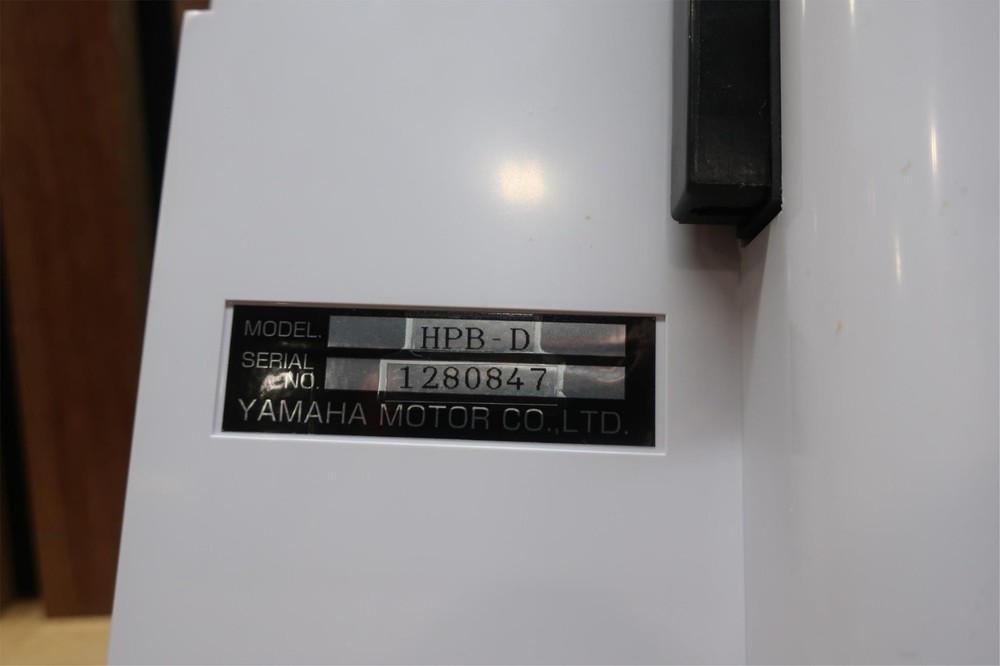 MODEL. HPB-D
SERIAL NO. 1280847
YAMAHA MOTOR CO.,LTD.